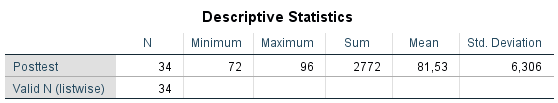 Descriptive Statistics
N Minimum Maximum Sum Mean Std. Deviation
Posttest 34 72 96 2772 81,53 6,306
Valid N (listwise) 34